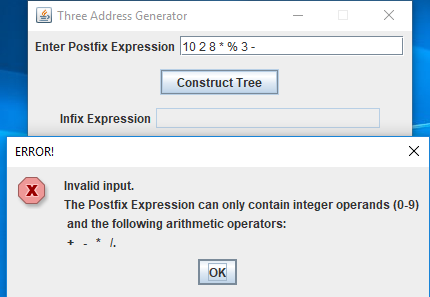 Three Address Generator
Enter Postfix Expression 10 2 8 * % 3 -
Construct Tree
Infix Expression
ERROR!
Invalid input.
The Postfix Expression can only contain integer operands (0-9)
and the following arithmetic operators:
+ - * /.
OK